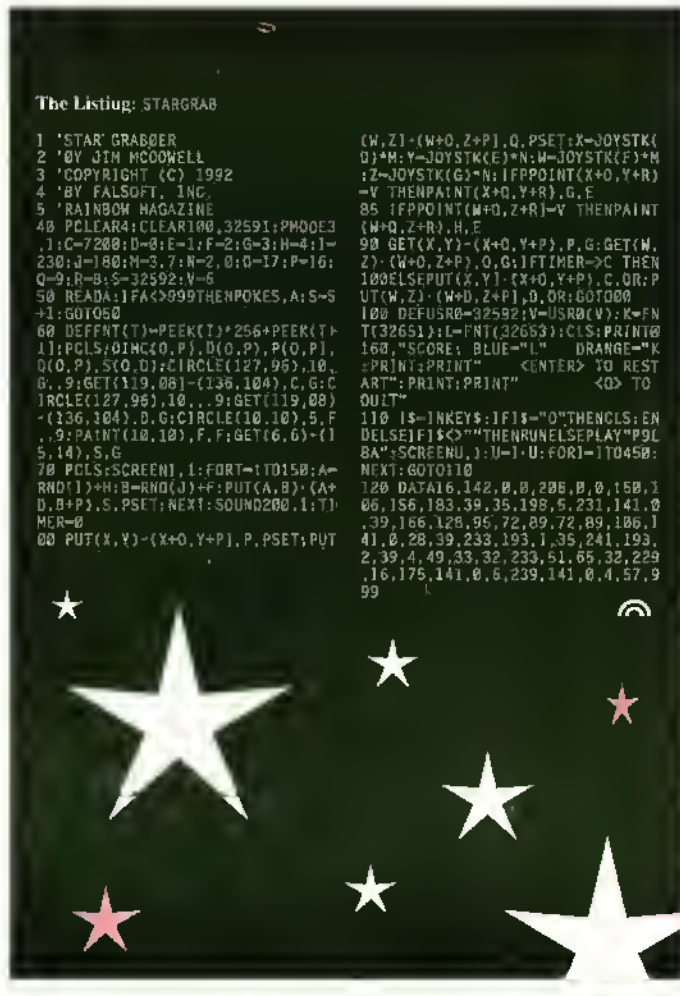 The Listiug: STARGRAB
1 'STAR GRABØER
2 'ØY JIM MCDOWELL
3 'COPYRIGHT (C) 1992
4 'BY FALSOFT, INC.
5 'RAINBOW MAGAZINE
40 PCLEAR4:CLEAR100,32591:PMODE3
,1:C=7200:D=0:E=1:F=2:G=3:H=4:I=
230:J=180:M=3.7:N=2.0:O=17:P=16:
Q=9:R=8:S=32592:V=6
50 READA:IFA<>999THENPOKES,A:S=S
+1:GOTO50
60 DEFFNT(T)=PEEK(T)*256+PEEK(T+
1):PCLS:DIMC(O,P),D(O,P),P(O,P),
Q(O,P),S(O,O):CIRCLE(127,96),10,
G,.9:GET(119,08)-(136,104),C,G:C
IRCLE(127,96),10,,.9:GET(119,08)
-(136,104),D,G:CIRCLE(10,10),5,F
,.9:PAINT(10,10),F,F:GET(6,6)-(1
5,14),S,G
70 PCLS:SCREEN1,1:FORT=1TO150:A=
RND(I)+H:B=RND(J)+F:PUT(A,B)-(A+
D,B+P),S,PSET:NEXT:SOUND200,1:TI
MER=0
00 PUT(X,Y)-(X+O,Y+P),P,PSET:PUT
(W,Z)-(W+O,Z+P),Q,PSET:X=JOYSTK(
D)*M:Y=JOYSTK(E)*N:W=JOYSTK(F)*M
:Z=JOYSTK(G)*N:IFPPOINT(X+Q,Y+R)
=V THENPAINT(X+Q,Y+R),G,E
85 IFPPOINT(W+Q,Z+R)=V THENPAINT
(W+Q,Z+R),H,E
90 GET(X,Y)-(X+O,Y+P),P,G:GET(W,
Z)-(W+O,Z+P),Q,G:IFTIMER=>C THEN
100ELSEPUT(X,Y)-(X+O,Y+P),C,OR:P
UT(W,Z)-(W+O,Z+P),D,OR:GOTO00
100 DEFUSR0=32592:V=USR0(V):K=FN
T(32651):L=FNT(32653):CLS:PRINT@
160,"SCORE: BLUE="L" ORANGE="K
:PRINT:PRINT" <ENTER> TO REST
ART":PRINT:PRINT" <Q> TO
QUIT"
110 I$=INKEY$:IFI$="Q"THENCLS:EN
DELSEIFI$<>""THENRUNELSEPLAY"P9L
8A":SCREENU,1:U=1-U:FORI=1TO450:
NEXT:GOTO110
120 DATA16,142,0,0,206,0,0,150,1
06,156,183,39,35,198,5,231,141,0
,39,166,128,95,72,89,72,89,106,1
41,0,28,39,233,193,1,35,241,193,
2,39,4,49,33,32,233,51,65,32,229
,16,175,141,0,6,239,141,0,4,57,9
99